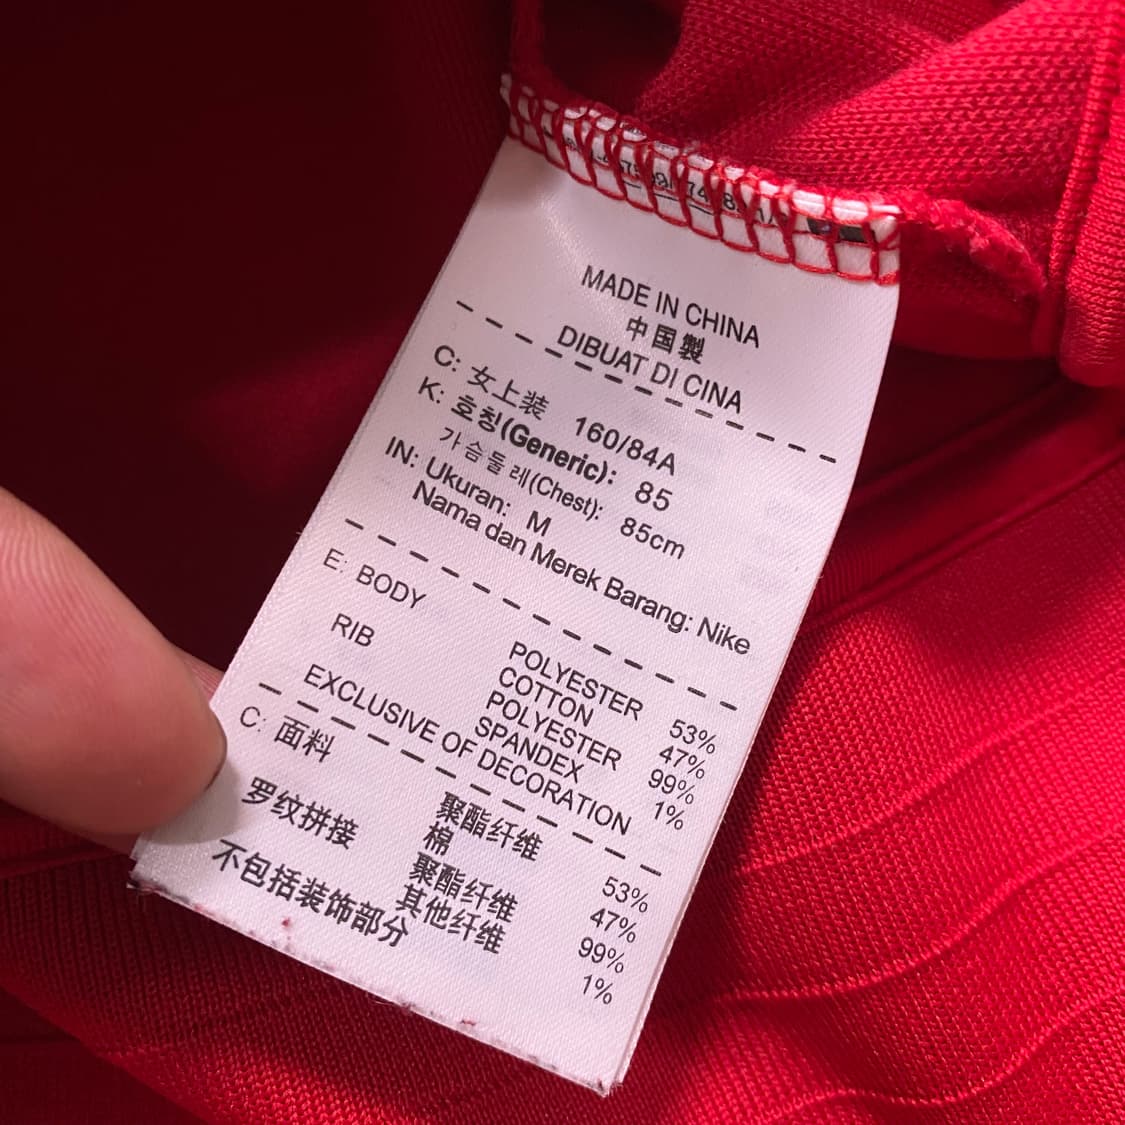 MADE IN CHINA
中国製
DIBUAT DI CINA
C: 女上装 160/84A
K: 호칭(Generic): 85
가슴둘레(Chest): 85cm
IN: Ukuran: M
Nama dan Merek Barang: Nike
E: BODY POLYESTER 53%
COTTON 47%
RIB POLYESTER 99%
SPANDEX 1%
EXCLUSIVE OF DECORATION
C: 面料 聚酯纤维 53%
棉 47%
罗纹拼接 聚酯纤维 99%
其他纤维 1%
不包括装饰部分